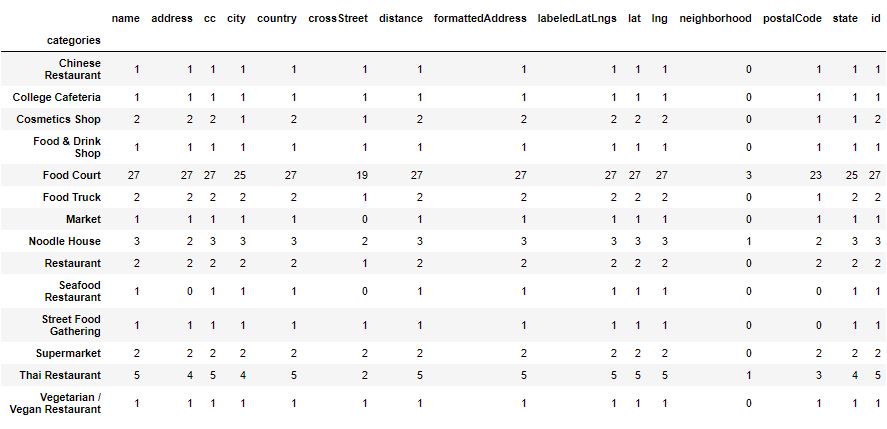 name address cc city country crossStreet distance formattedAddress labeledLatLngs lat lng neighborhood postalCode state id
categories
Chinese
Restaurant 1 1 1 1 1 1 1 1 1 1 1 0 1 1 1
College Cafeteria 1 1 1 1 1 1 1 1 1 1 1 0 1 1 1
Cosmetics Shop 2 2 2 1 2 1 2 2 2 2 2 0 1 1 2
Food & Drink
Shop 1 1 1 1 1 1 1 1 1 1 1 0 1 1 1
Food Court 27 27 27 25 27 19 27 27 27 27 27 3 23 25 27
Food Truck 2 2 2 2 2 1 2 2 2 2 2 0 1 2 2
Market 1 1 1 1 1 0 1 1 1 1 1 0 1 1 1
Noodle House 3 2 3 3 3 2 3 3 3 3 3 1 2 3 3
Restaurant 2 2 2 2 2 1 2 2 2 2 2 0 2 2 2
Seafood
Restaurant 1 0 1 1 1 0 1 1 1 1 1 0 0 1 1
Street Food
Gathering 1 1 1 1 1 1 1 1 1 1 1 0 0 1 1
Supermarket 2 2 2 2 2 2 2 2 2 2 2 0 2 2 2
Thai Restaurant 5 4 5 4 5 2 5 5 5 5 5 1 3 4 5
Vegetarian /
Vegan Restaurant 1 1 1 1 1 1 1 1 1 1 1 0 1 1 1